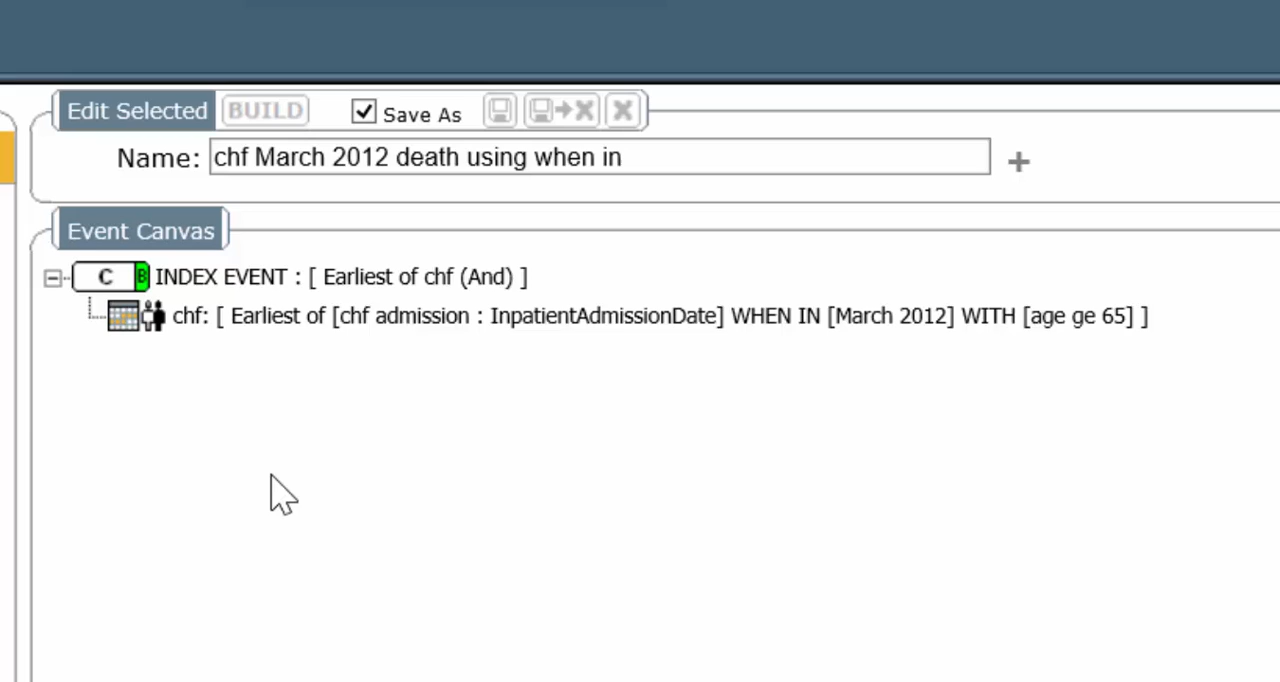 Edit Selected BUILD Save As
Name: chf March 2012 death using when in +
Event Canvas
C B INDEX EVENT : [ Earliest of chf (And) ]
chf: [ Earliest of [chf admission : InpatientAdmissionDate] WHEN IN [March 2012] WITH [age ge 65] ]